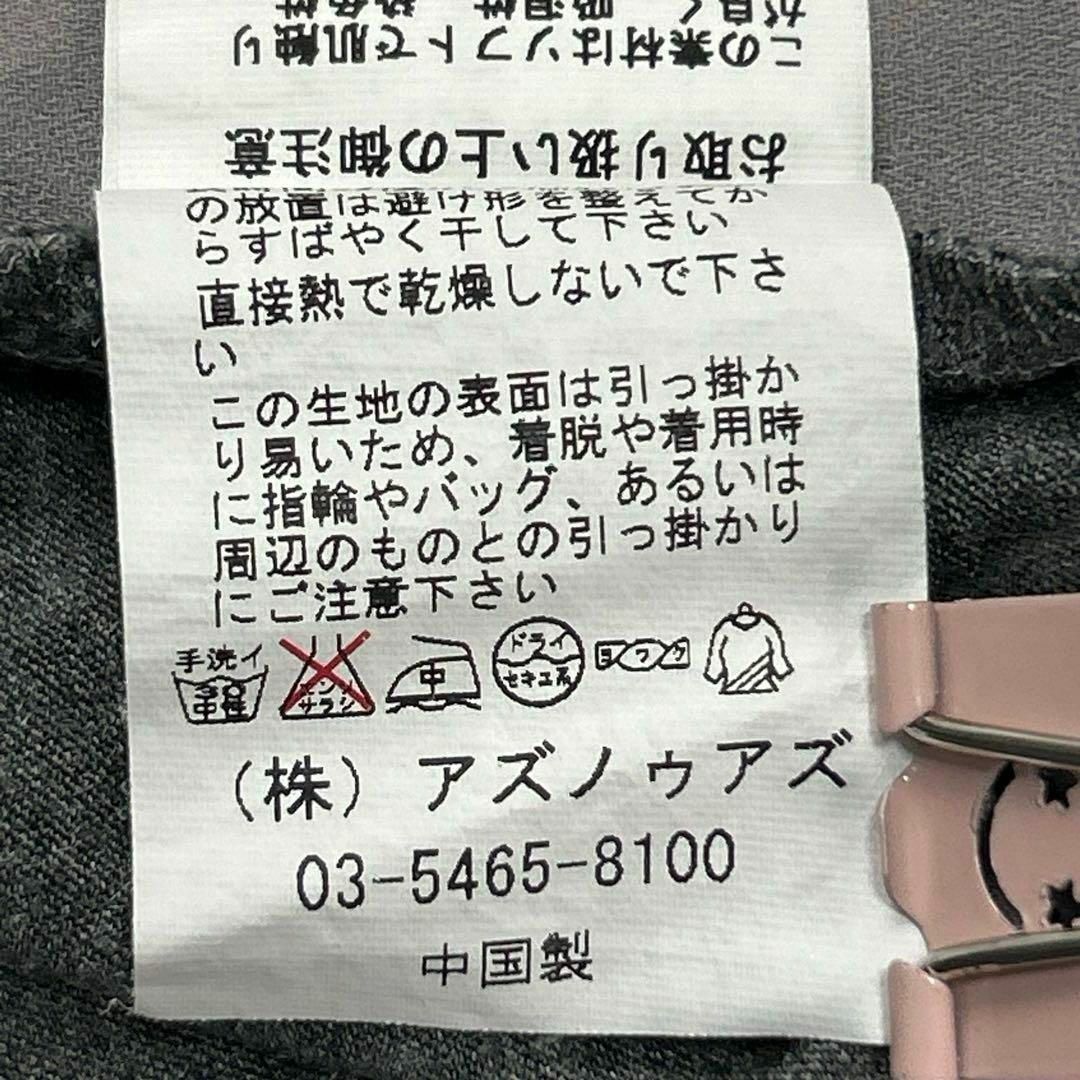 お取り扱い上の御注意
この素材はソフトで肌触り
が良く 吸湿性
の放置は避け形を整えてか
らすばやく干して下さい
直接熱で乾燥しないで下さ
い
この生地の表面は引っ掛か
り易いため、着脱や着用時
に指輪やバッグ、あるいは
周辺のものとの引っ掛かり
にご注意下さい
手洗イ
30
中性
エンソ
サラシ
中
ドライ
セキユ系
ヨワク
(株) アズノゥアズ
03-5465-8100
中国製